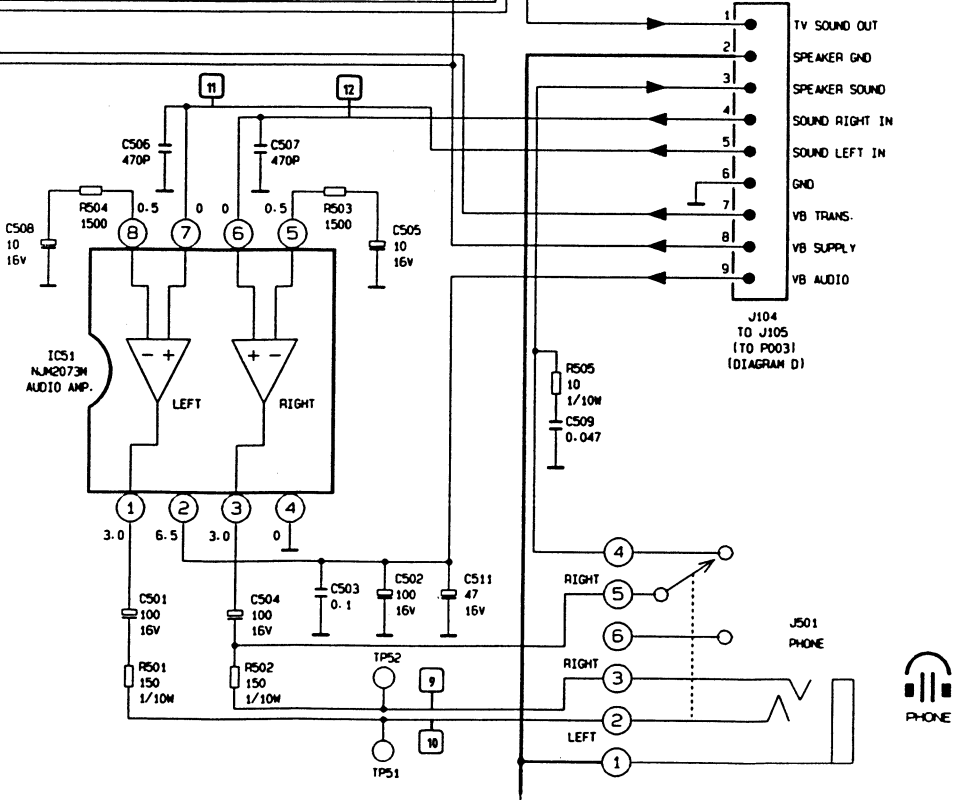 1 TV SOUND OUT
2 SPEAKER GND
3 SPEAKER SOUND
4 SOUND RIGHT IN
5 SOUND LEFT IN
6 GND
7 VB TRANS.
8 VB SUPPLY
9 VB AUDIO
J104
TO J105
(TO P003)
(DIAGRAM D)
11
12
C506
470P
C507
470P
R504
1500
0.5
0
0
0.5
R503
1500
C508
10
16V
C505
10
16V
8
7
6
5
IC51
NJM2073M
AUDIO AMP.
- +
+ -
LEFT
RIGHT
R505
10
1/10W
C509
0.047
1
2
3
4
3.0
6.5
3.0
0
C501
100
16V
C504
100
16V
C503
0.1
C502
100
16V
C511
47
16V
R501
150
1/10W
R502
150
1/10W
TP52
9
10
TP51
4
RIGHT
5
6
RIGHT
3
2
LEFT
1
J501
PHONE
PHONE